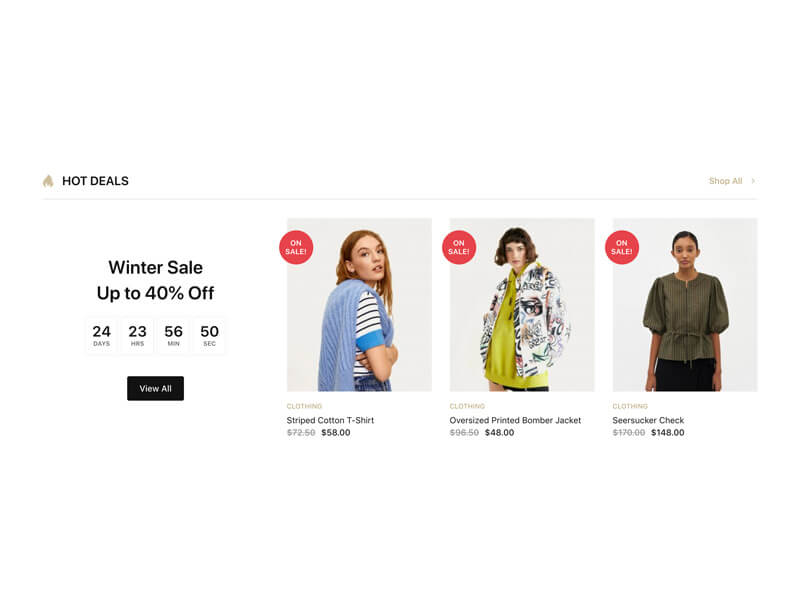 HOT DEALS
Shop All
Winter Sale
Up to 40% Off
24 23 56 50
DAYS HRS MIN SEC
View All
ON
SALE!
CLOTHING
Striped Cotton T-Shirt
$72.50 $58.00
ON
SALE!
CLOTHING
Oversized Printed Bomber Jacket
$96.50 $48.00
ON
SALE!
CLOTHING
Seersucker Check
$170.00 $148.00